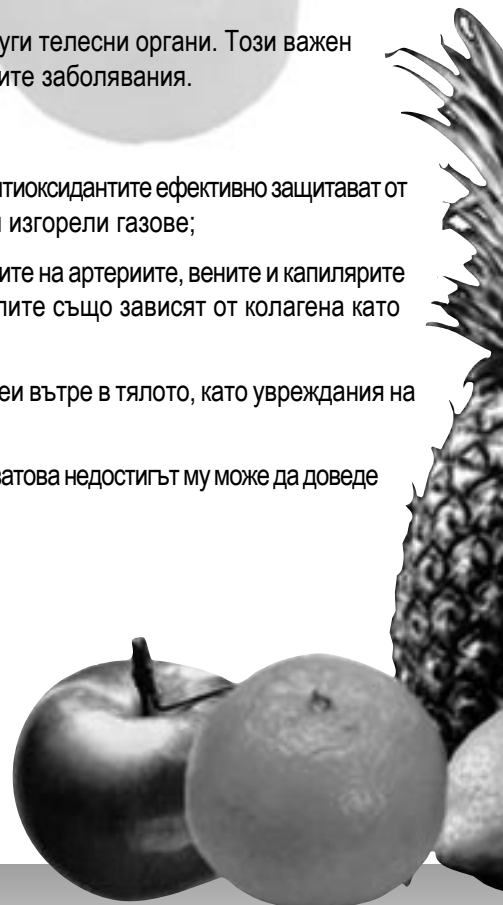 уги телесни органи. Този важен
ите заболявания.
нтиоксидантите ефективно защитават от
и изгорели газове;
ите на артериите, вените и капилярите
лите също зависят от колагена като
еи вътре в тялото, като увреждания на
затова недостигът му може да доведе